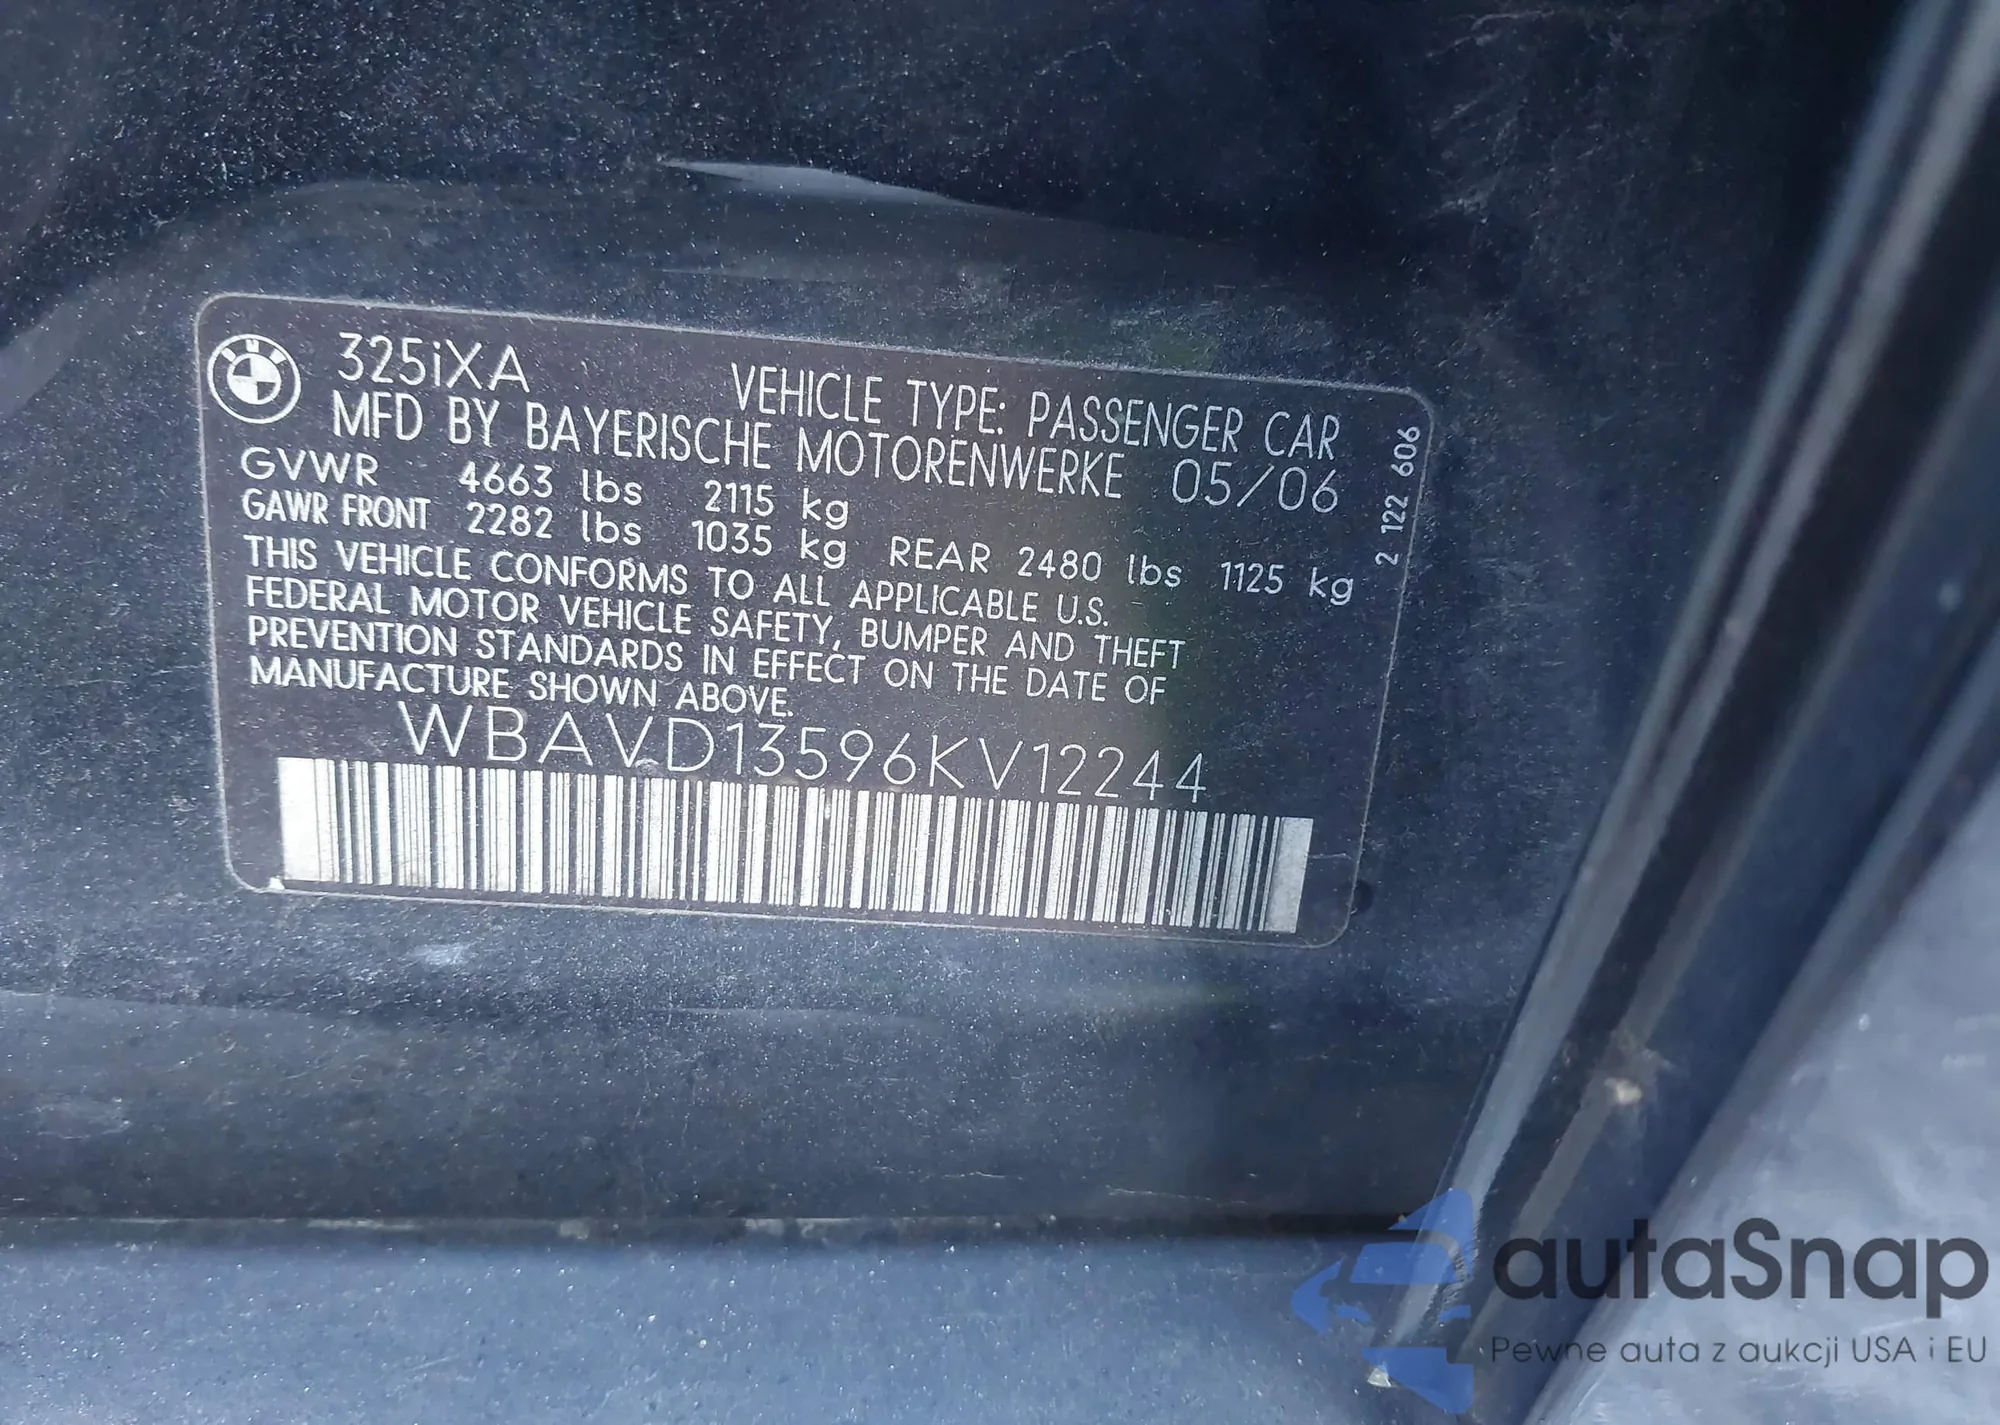 325iXA
VEHICLE TYPE: PASSENGER CAR
MFD BY BAYERISCHE MOTORENWERKE 05/06
GVWR 4663 lbs 2115 kg
GAWR FRONT 2282 lbs 1035 kg REAR 2480 lbs 1125 kg
THIS VEHICLE CONFORMS TO ALL APPLICABLE U.S.
FEDERAL MOTOR VEHICLE SAFETY, BUMPER AND THEFT
PREVENTION STANDARDS IN EFFECT ON THE DATE OF
MANUFACTURE SHOWN ABOVE.
WBAVD13596KV12244
2 122 606
autaSnap
Pewne auta z aukcji USA i EU